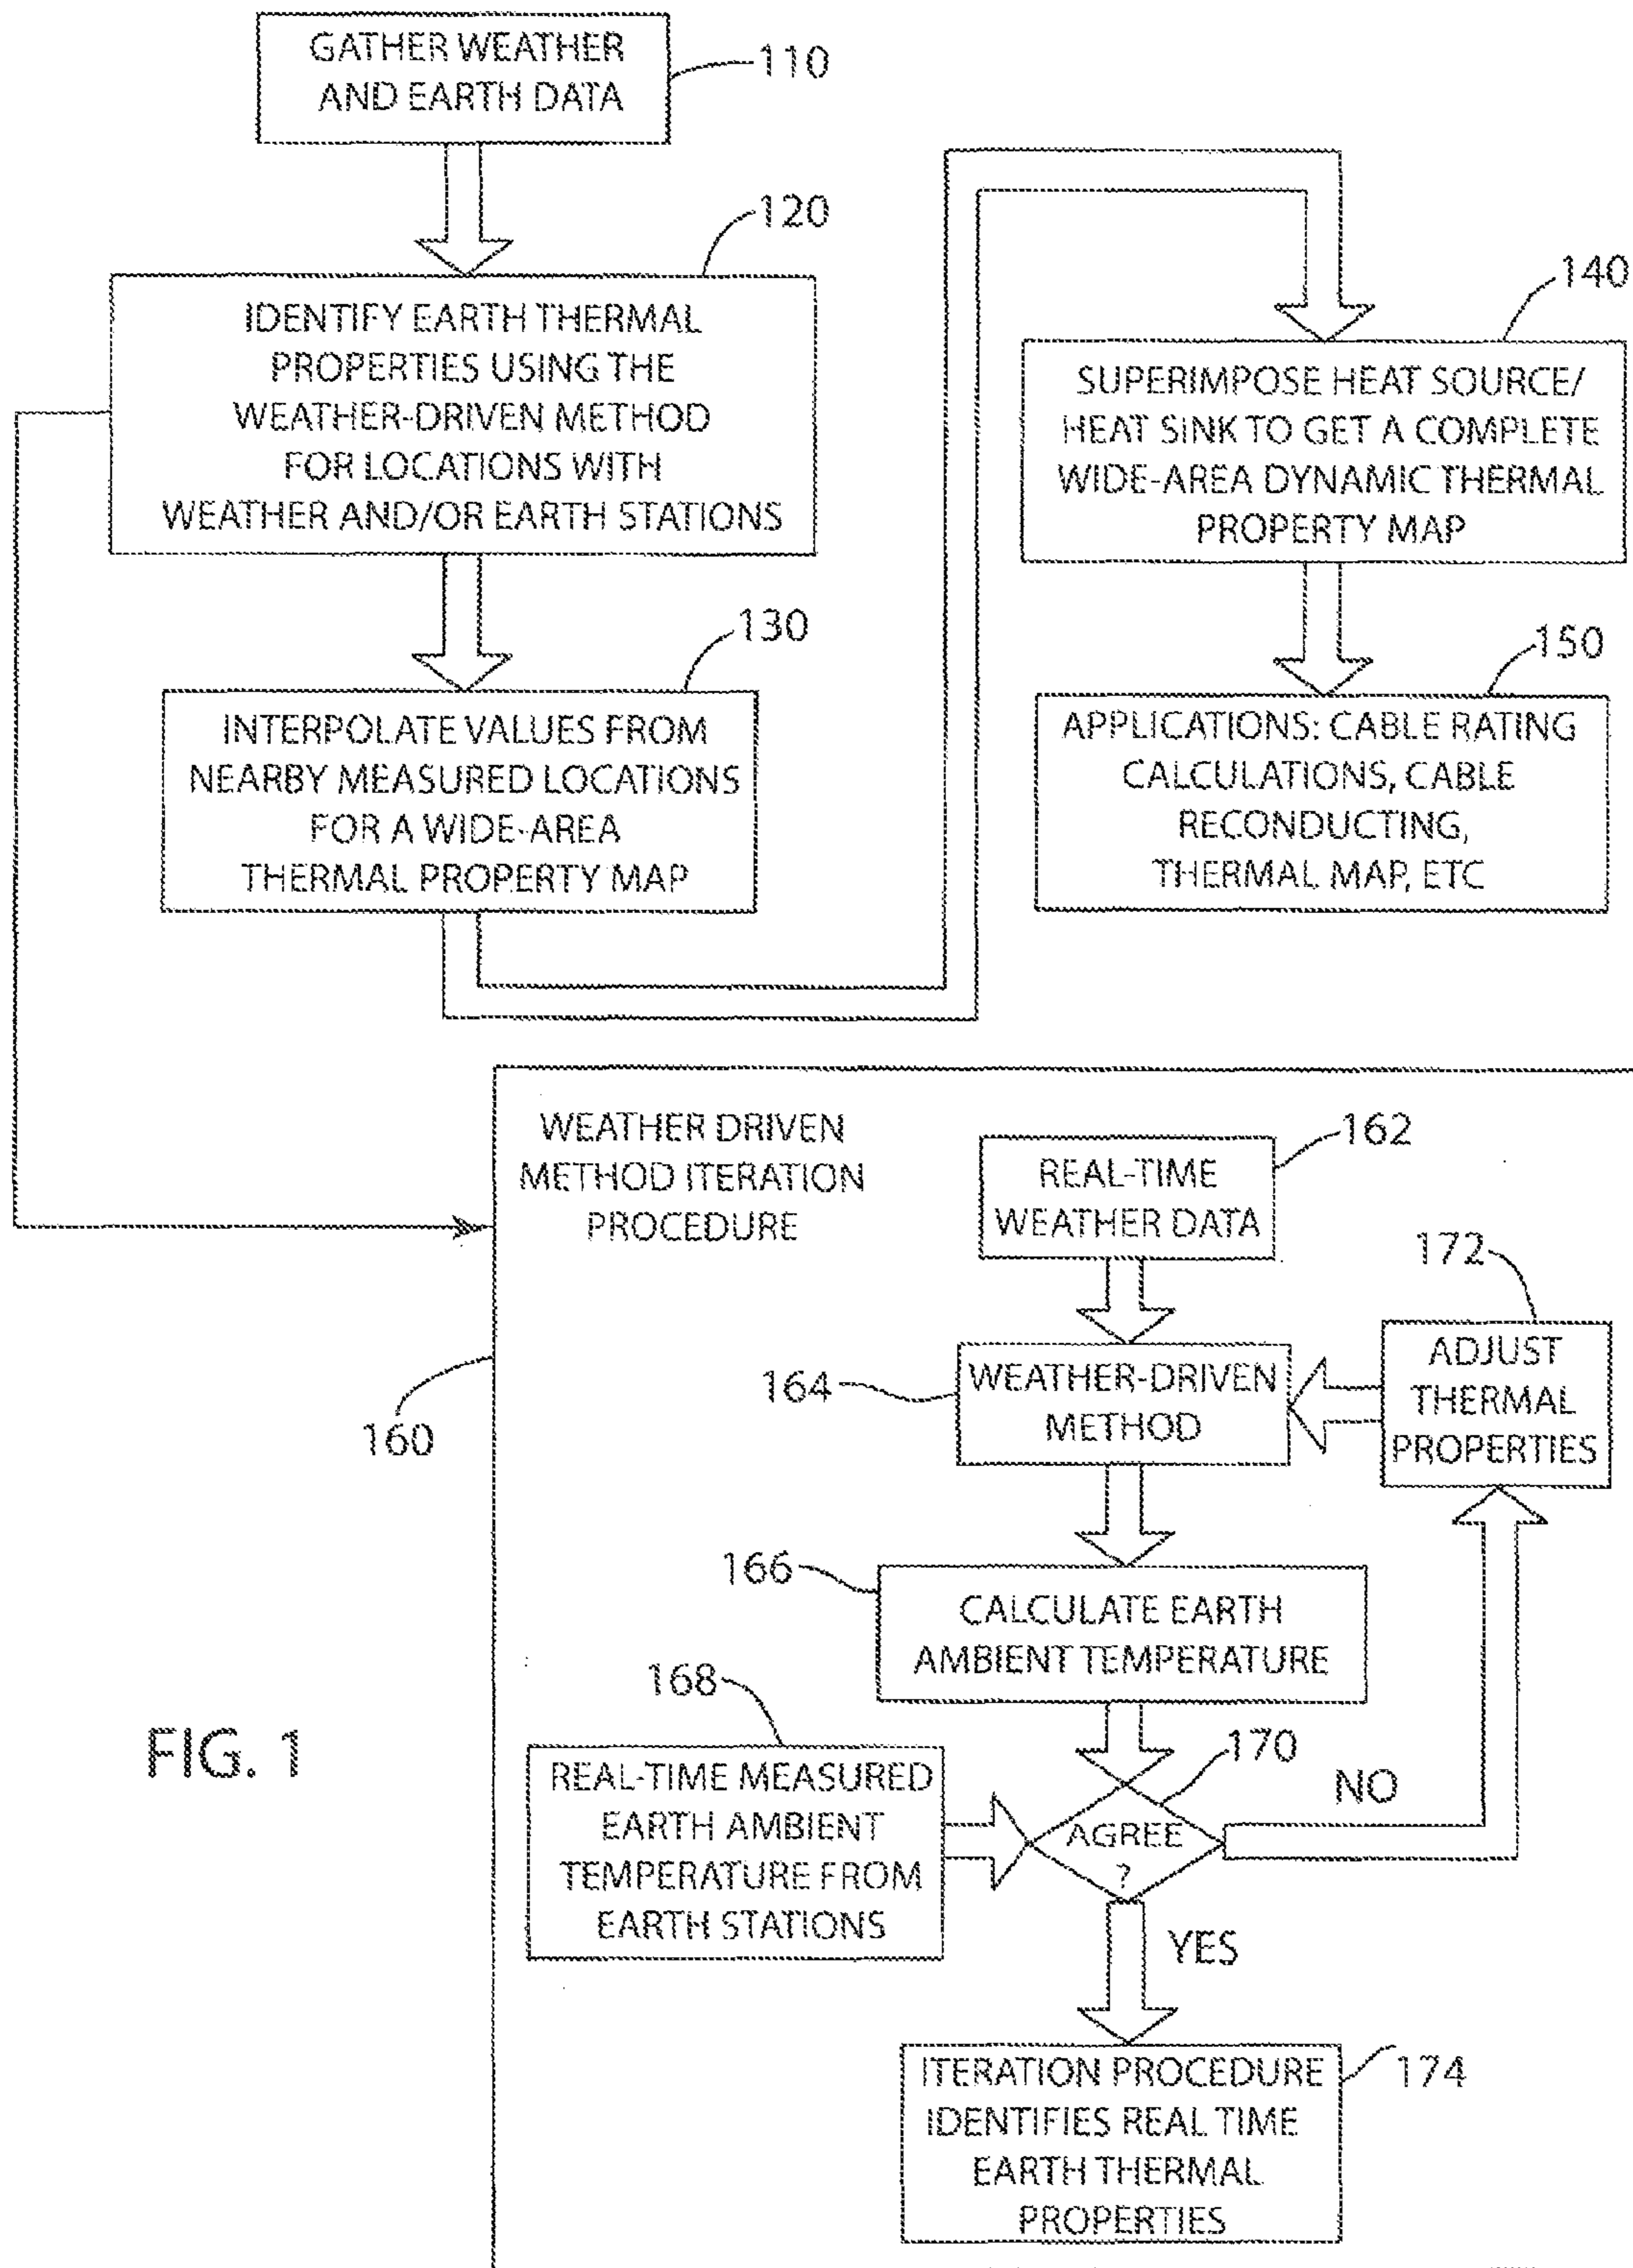 GATHER WEATHER
AND EARTH DATA
110
120
IDENTIFY EARTH THERMAL
PROPERTIES USING THE
WEATHER-DRIVEN METHOD
FOR LOCATIONS WITH
WEATHER AND/OR EARTH STATIONS
130
INTERPOLATE VALUES FROM
NEARBY MEASURED LOCATIONS
FOR A WIDE-AREA
THERMAL PROPERTY MAP
140
SUPERIMPOSE HEAT SOURCE/
HEAT SINK TO GET A COMPLETE
WIDE-AREA DYNAMIC THERMAL
PROPERTY MAP
150
APPLICATIONS: CABLE RATING
CALCULATIONS, CABLE
RECONDUCTING,
THERMAL MAP, ETC
160
WEATHER DRIVEN
METHOD ITERATION
PROCEDURE
162
REAL-TIME
WEATHER DATA
172
ADJUST
THERMAL
PROPERTIES
164
WEATHER-DRIVEN
METHOD
166
CALCULATE EARTH
AMBIENT TEMPERATURE
168
REAL-TIME MEASURED
EARTH AMBIENT
TEMPERATURE FROM
EARTH STATIONS
170
AGREE
?
NO
YES
174
ITERATION PROCEDURE
IDENTIFIES REAL TIME
EARTH THERMAL
PROPERTIES
FIG. 1